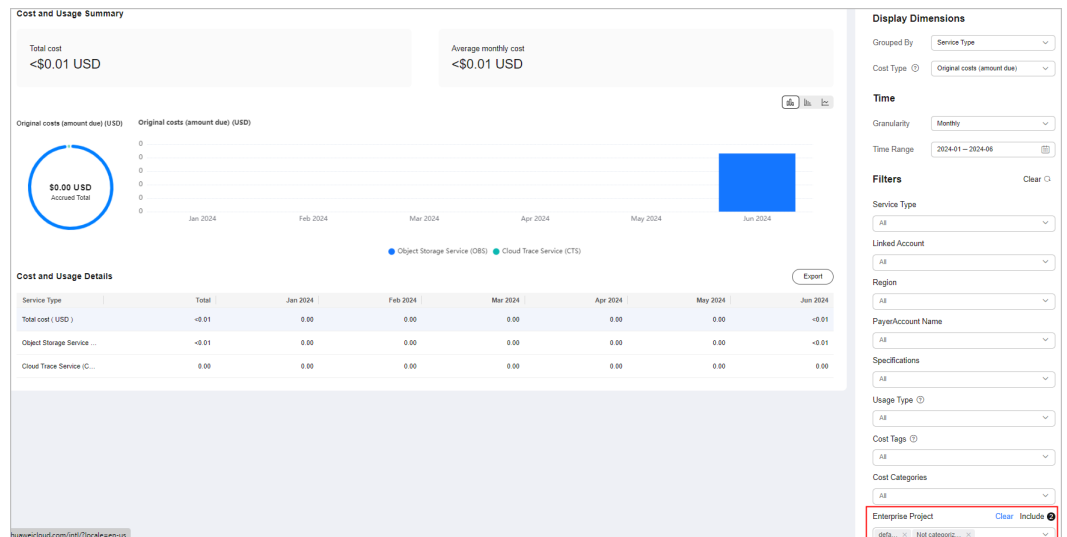 Cost and Usage Summary
Total cost
<$0.01 USD
Average monthly cost
<$0.01 USD
Original costs (amount due) (USD)
Original costs (amount due) (USD)
$0.00 USD
Accrued Total
0
0
0
0
0
0
Jan 2024 Feb 2024 Mar 2024 Apr 2024 May 2024 Jun 2024
Object Storage Service (OBS) Cloud Trace Service (CTS)
Cost and Usage Details
Export
Service Type Total Jan 2024 Feb 2024 Mar 2024 Apr 2024 May 2024 Jun 2024
Total cost ( USD ) <0.01 0.00 0.00 0.00 0.00 0.00 <0.01
Object Storage Service ... <0.01 0.00 0.00 0.00 0.00 0.00 <0.01
Cloud Trace Service (C... 0.00 0.00 0.00 0.00 0.00 0.00 0.00
huaweicloud.com/intl/?locale=en-us
Display Dimensions
Grouped By Service Type
Cost Type Original costs (amount due)
Time
Granularity Monthly
Time Range 2024-01 — 2024-06
Filters Clear
Service Type
All
Linked Account
All
Region
All
PayerAccount Name
All
Specifications
All
Usage Type
All
Cost Tags
All
Cost Categories
All
Enterprise Project Clear Include 2
defa... × Not categoriz... ×